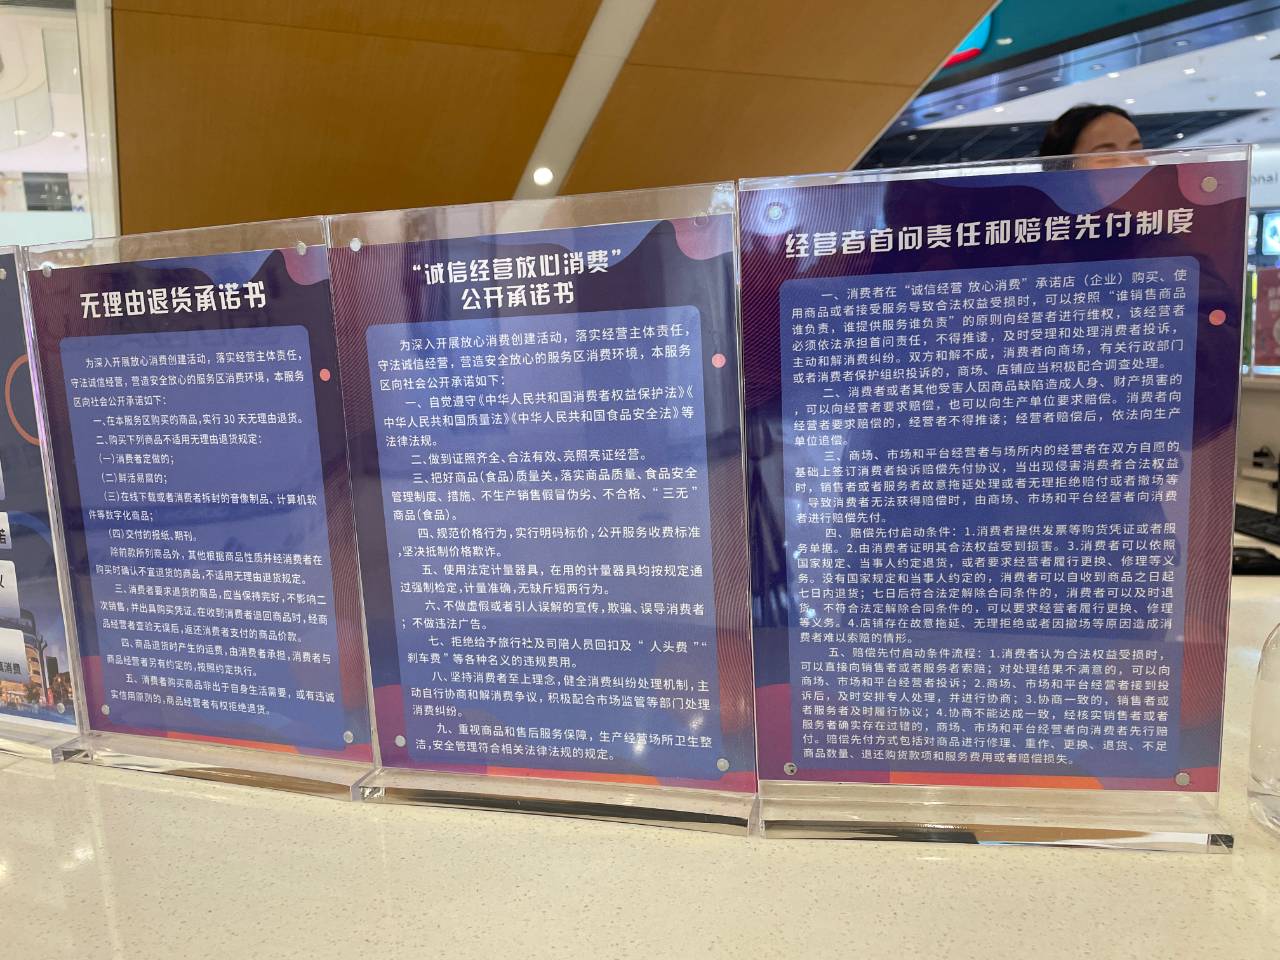 无理由退货承诺书
为深入开展放心消费创建活动，落实经营主体责任，
守法诚信经营，营造安全放心的服务区消费环境，本服务
区向社会公开承诺如下：
一、在本服务区购买的商品，实行30天无理由退货。
二、购买下列商品不适用无理由退货规定：
(一)消费者定做的；
(二)鲜活易腐的；
(三)在线下载或者消费者拆封的音像制品、计算机软
件等数字化商品；
(四)交付的报纸、期刊。
除前款所列商品外，其他根据商品性质并经消费者在
购买时确认不宜退货的商品，不适用无理由退货规定。
三、消费者要求退货的商品，应当保持完好，不影响二
次销售，并出具购买凭证。在收到消费者退回商品时，经商
品经营者查验无误后，返还消费者支付的商品价款。
四、商品退货时产生的运费，由消费者承担，消费者与
商品经营者另有约定的，按照约定执行。
五、消费者购买商品非出于自身生活需要，或有违诚
实信用原则的，商品经营者有权拒绝退货。
“诚信经营放心消费”
公开承诺书
为深入开展放心消费创建活动，落实经营主体责任，
守法诚信经营，营造安全放心的服务区消费环境，本服务
区向社会公开承诺如下：
一、自觉遵守《中华人民共和国消费者权益保护法》《
中华人民共和国质量法》《中华人民共和国食品安全法》等
法律法规。
二、做到证照齐全、合法有效、亮照亮证经营。
三、把好商品(食品)质量关，落实商品质量、食品安全
管理制度、措施、不生产销售假冒伪劣、不合格、“三无”
商品(食品)。
四、规范价格行为，实行明码标价，公开服务收费标准
，坚决抵制价格欺诈。
五、使用法定计量器具，在用的计量器具均按规定通
过强制检定，计量准确，无缺斤短两行为。
六、不做虚假或者引人误解的宣传，欺骗、误导消费者
；不做违法广告。
七、拒绝给予旅行社及司陪人员回扣及“人头费”“
刹车费”等各种名义的违规费用。
八、坚持消费者至上理念，健全消费纠纷处理机制，主
动自行协商和解消费争议，积极配合市场监管等部门处理
消费纠纷。
九、重视商品和售后服务保障，生产经营场所卫生整
洁，安全管理符合相关法律法规的规定。
经营者首问责任和赔偿先付制度
一、消费者在“诚信经营 放心消费”承诺店（企业）购买、使
用商品或者接受服务导致合法权益受损时，可以按照“谁销售商品
谁负责，谁提供服务谁负责”的原则向经营者进行维权，该经营者
必须依法承担首问责任，不得推诿，及时受理和处理消费者投诉，
主动和解消费纠纷。双方和解不成，消费者向商场，有关行政部门
或者消费者保护组织投诉的，商场、店铺应当积极配合调查处理。
二、消费者或者其他受害人因商品缺陷造成人身、财产损害的
，可以向经营者要求赔偿，也可以向生产单位要求赔偿。消费者向
经营者要求赔偿的，经营者不得推诿；经营者赔偿后，依法向生产
单位追偿。
三、商场、市场和平台经营者与场所内的经营者在双方自愿的
基础上签订消费者投诉赔偿先付协议，当出现侵害消费者合法权益
时，销售者或者服务者故意拖延处理或者无理拒绝赔付或者撤场等
，导致消费者无法获得赔偿时，由商场、市场和平台经营者向消费
者进行赔偿先付。
四、赔偿先付启动条件：1.消费者提供发票等购货凭证或者服
务单据。2.由消费者证明其合法权益受到损害。3.消费者可以依照
国家规定、当事人约定退货，或者要求经营者履行更换、修理等义
务。没有国家规定和当事人约定的，消费者可以自收到商品之日起
七日内退货；七日后符合法定解除合同条件的，消费者可以及时退
货，不符合法定解除合同条件的，可以要求经营者履行更换、修理
等义务。4.店铺存在故意拖延、无理拒绝或者因撤场等原因造成消
费者难以索赔的情形。
五、赔偿先付启动条件流程：1.消费者认为合法权益受损时，
可以直接向销售者或者服务者索赔；对处理结果不满意的，可以向
商场、市场和平台经营者投诉；2.商场、市场和平台经营者接到投
诉后，及时安排专人处理，并进行协商；3.协商一致的，销售者或
者服务者及时履行协议；4.协商不能达成一致，经核实销售者或者
服务者确实存在过错的，商场、市场和平台经营者向消费者先行赔
付。赔偿先付方式包括对商品进行修理、重作、更换、退货、不足
商品数量、退还购货款项和服务费用或者赔偿损失。
诺
议
真消费
onal